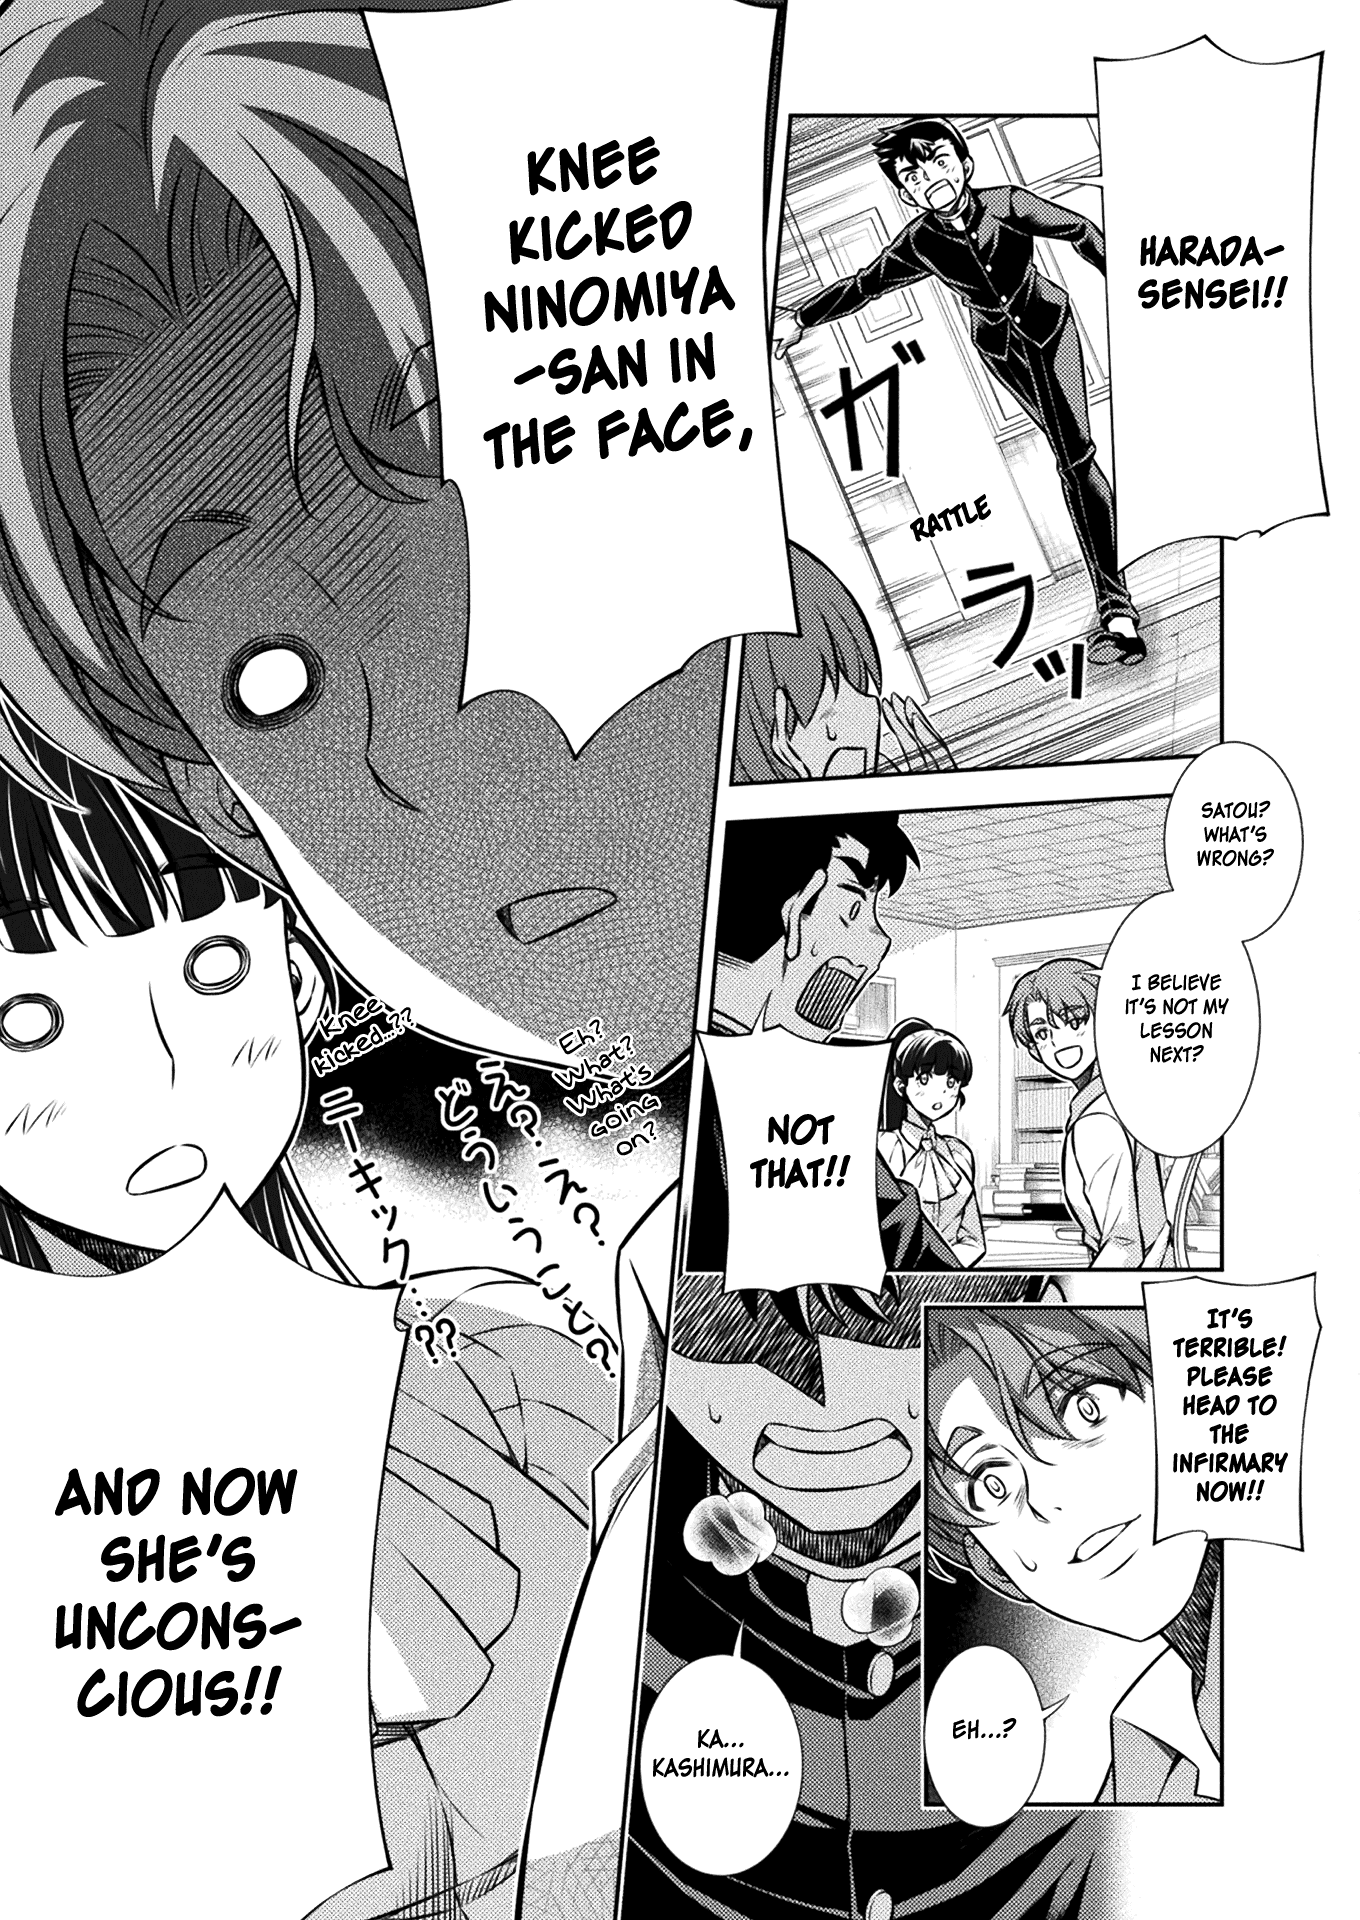 HARADA-
SENSEI!!
ガ
ラッ
RATTLE
SATOU?
WHAT'S
WRONG?
I BELIEVE
IT'S NOT MY
LESSON
NEXT?
NOT
THAT!!
IT'S
TERRIBLE!
PLEASE
HEAD TO
THE
INFIRMARY
NOW!!
EH...?
KA...
KASHIMURA...
KNEE
KICKED
NINOMIYA
-SAN IN
THE FACE,
Eh?
What?
What's
going
on?
え?え?
どういうこと?
Knee
kicked...??
ニーキック…??
AND NOW
SHE'S
UNCONS-
CIOUS!!